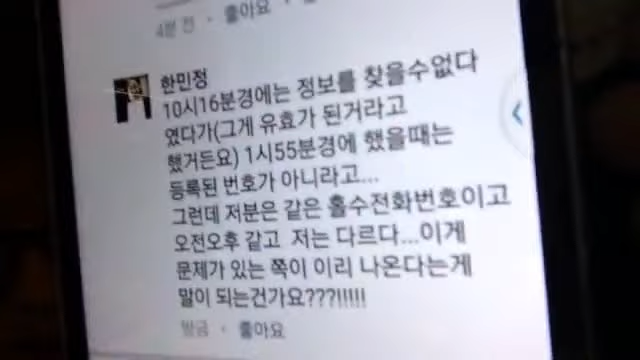 4분 전 · 좋아요 ·
한민정
10시16분경에는 정보를 찾을수없다
였다가(그게 유효가 된거라고
했거든요) 1시55분경에 했을때는
등록된 번호가 아니라고...
그런데 저분은 같은 홀수전화번호이고
오전오후 같고 저는 다르다...이게
문제가 있는 쪽이 이리 나온다는게
말이 되는건가요???!!!!!
방금 · 좋아요